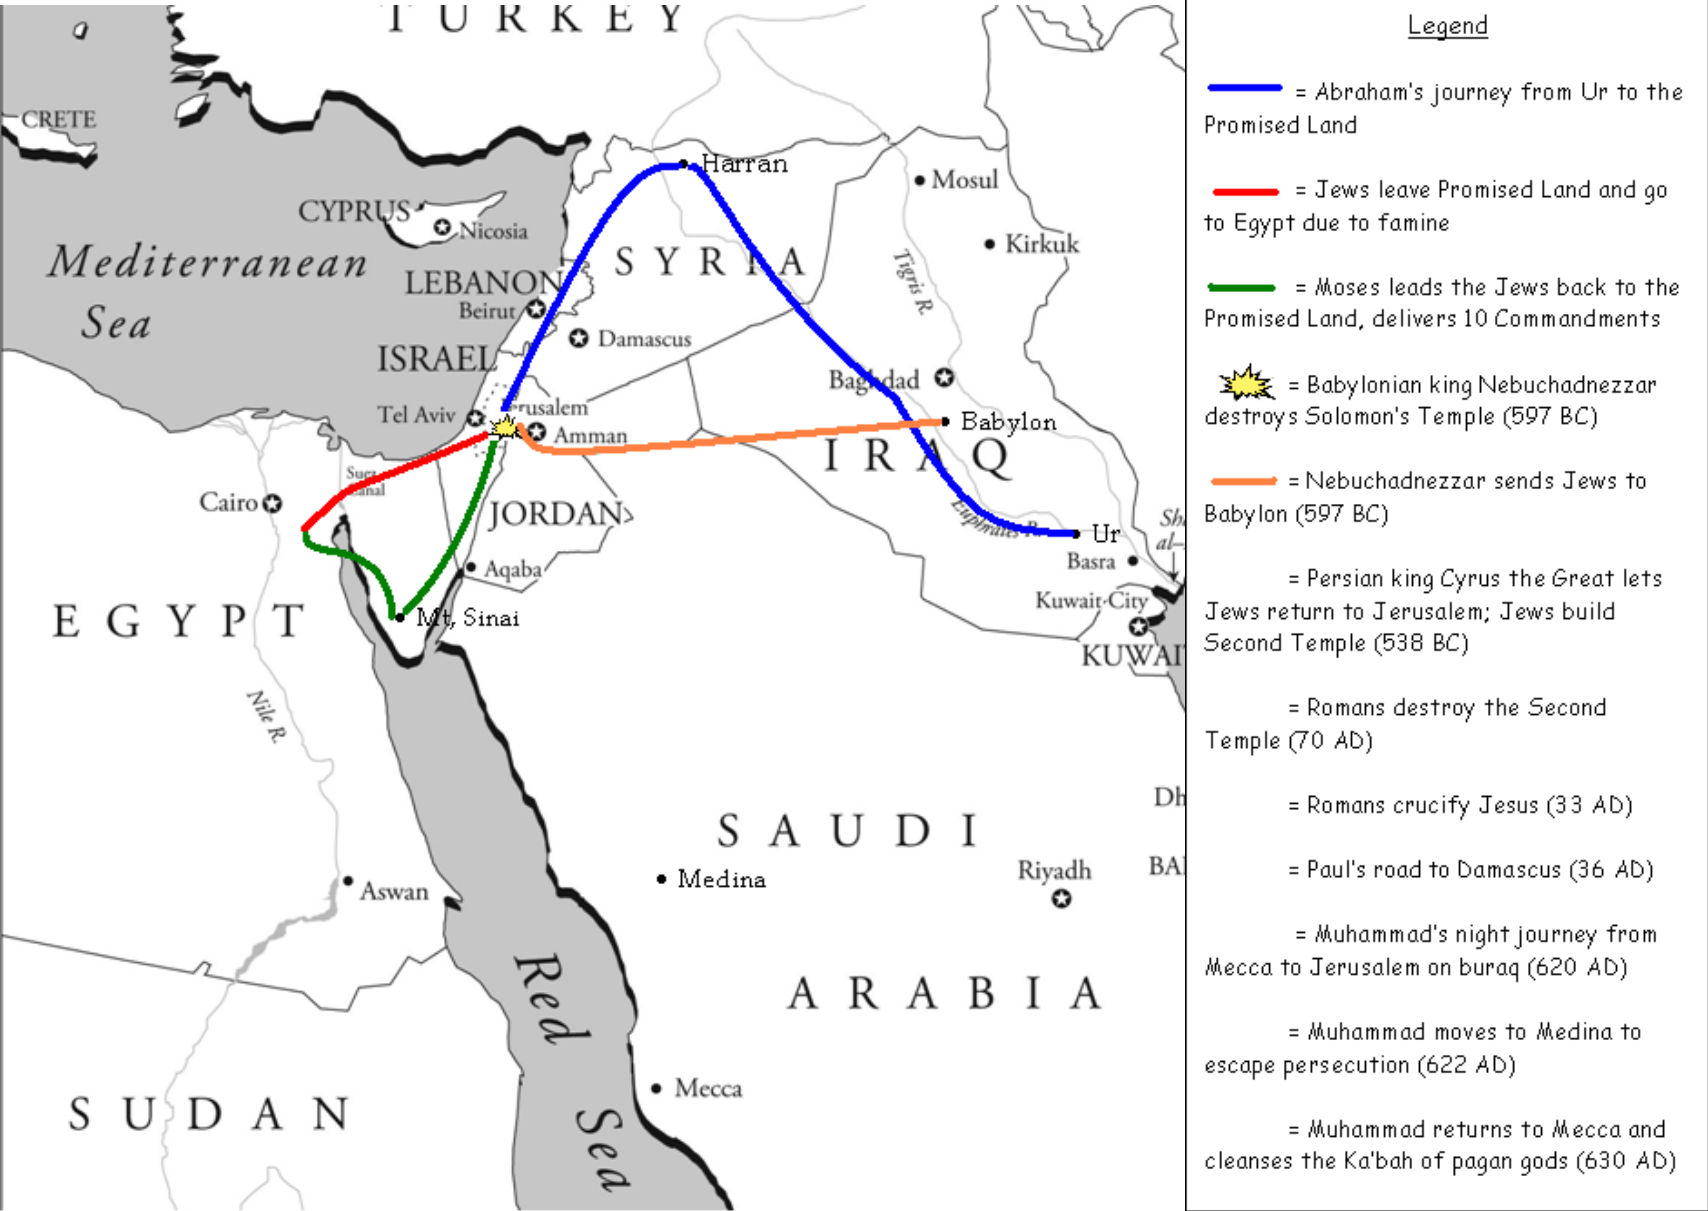 TURKEY
CRETE
Harran
Mosul
CYPRUS
Nicosia
Kirkuk
Mediterranean
Sea
SYRIA
Tigris R.
LEBANON
Beirut
Damascus
ISRAEL
Baghdad
Tel Aviv
Jerusalem
Amman
Babylon
IRAQ
Suez
Canal
Cairo
JORDAN
Euphrates R.
Ur
Basra
Aqaba
Kuwait City
EGYPT
Mt, Sinai
KUWAI
Nile R.
Dh
SAUDI
Riyadh
BA
Medina
Aswan
Red
Sea
ARABIA
Mecca
SUDAN
Legend
= Abraham's journey from Ur to the
Promised Land
= Jews leave Promised Land and go
to Egypt due to famine
= Moses leads the Jews back to the
Promised Land, delivers 10 Commandments
= Babylonian king Nebuchadnezzar
destroys Solomon's Temple (597 BC)
= Nebuchadnezzar sends Jews to
Babylon (597 BC)
= Persian king Cyrus the Great lets
Jews return to Jerusalem; Jews build
Second Temple (538 BC)
= Romans destroy the Second
Temple (70 AD)
= Romans crucify Jesus (33 AD)
= Paul's road to Damascus (36 AD)
= Muhammad's night journey from
Mecca to Jerusalem on buraq (620 AD)
= Muhammad moves to Medina to
escape persecution (622 AD)
= Muhammad returns to Mecca and
cleanses the Ka'bah of pagan gods (630 AD)